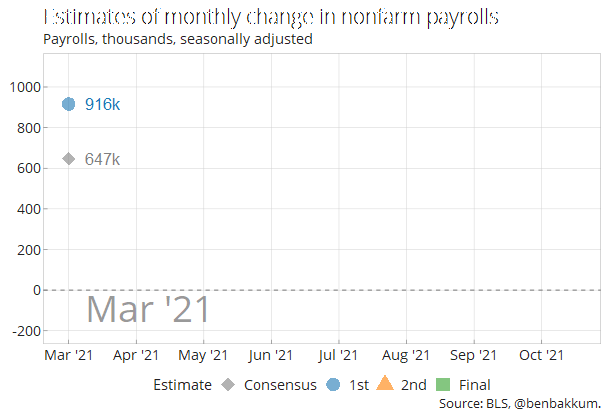 Estimates of monthly change in nonfarm payrolls
Payrolls, thousands, seasonally adjusted
1000
916k
800
647k
600
400
200
0
Mar '21
-200
Mar '21 Apr '21 May '21 Jun '21 Jul '21 Aug '21 Sep '21 Oct '21
Estimate Consensus 1st 2nd Final
Source: BLS, @benbakkum.